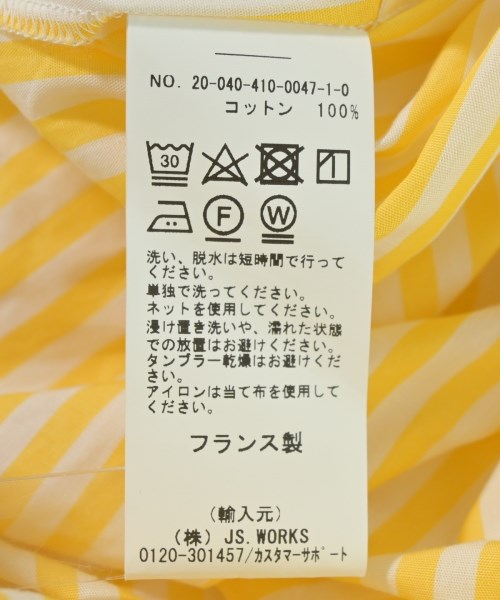 NO. 20-040-410-0047-1-0
コットン 100%
30
F W
洗い、脱水は短時間で行って
ください。
単独で洗ってください。
ネットを使用してください。
浸け置き洗いや、濡れた状態
での放置はお避けください。
タンブラー乾燥はお避けくだ
さい。
アイロンは当て布を使用して
ください。
フランス製
(輸入元)
(株) JS.WORKS
0120-301457/カスタマーサポート